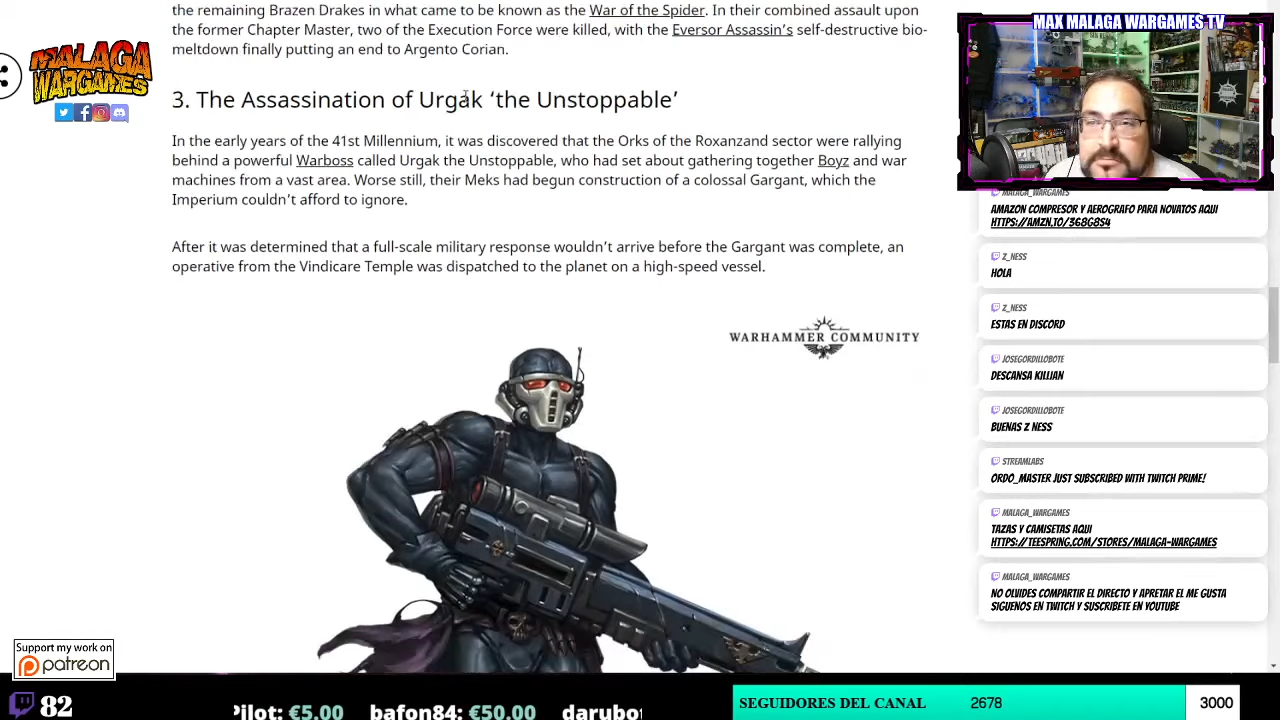 the remaining Brazen Drakes in what came to be known as the War of the Spider. In their combined assault upon
the former Chapter Master, two of the Execution Force were killed, with the Eversor Assassin's self-destructive bio-
meltdown finally putting an end to Argento Corian.
3. The Assassination of Urgak ‘the Unstoppable’
In the early years of the 41st Millennium, it was discovered that the Orks of the Roxanzand sector were rallying
behind a powerful Warboss called Urgak the Unstoppable, who had set about gathering together Boyz and war
machines from a vast area. Worse still, their Meks had begun construction of a colossal Gargant, which the
Imperium couldn't afford to ignore.
After it was determined that a full-scale military response wouldn't arrive before the Gargant was complete, an
operative from the Vindicare Temple was dispatched to the planet on a high-speed vessel.
WARHAMMER COMMUNITY
MALAGA
WARGAMES
MAX MALAGA WARGAMES TV
MALAGA_WARGAMES
AMAZON COMPRESOR Y AEROGRAFO PARA NOVATOS AQUI
HTTPS://AMZN.TO/368G8S4
Z_NESS
HOLA
Z_NESS
ESTAS EN DISCORD
JOSEGORDILLOBOTE
DESCANSA KILLIAN
JOSEGORDILLOBOTE
BUENAS Z NESS
STREAMLABS
ORDO_MASTER JUST SUBSCRIBED WITH TWITCH PRIME!
MALAGA_WARGAMES
TAZAS Y CAMISETAS AQUI
HTTPS://TEESPRING.COM/STORES/MALAGA-WARGAMES
MALAGA_WARGAMES
NO OLVIDES COMPARTIR EL DIRECTO Y APRETAR EL ME GUSTA
SIGUENOS EN TWITCH Y SUSCRIBETE EN YOUTUBE
Support my work on
patreon
82
Pilot: €5.00 bafon84: €50.00 darubo
SEGUIDORES DEL CANAL 2678 3000